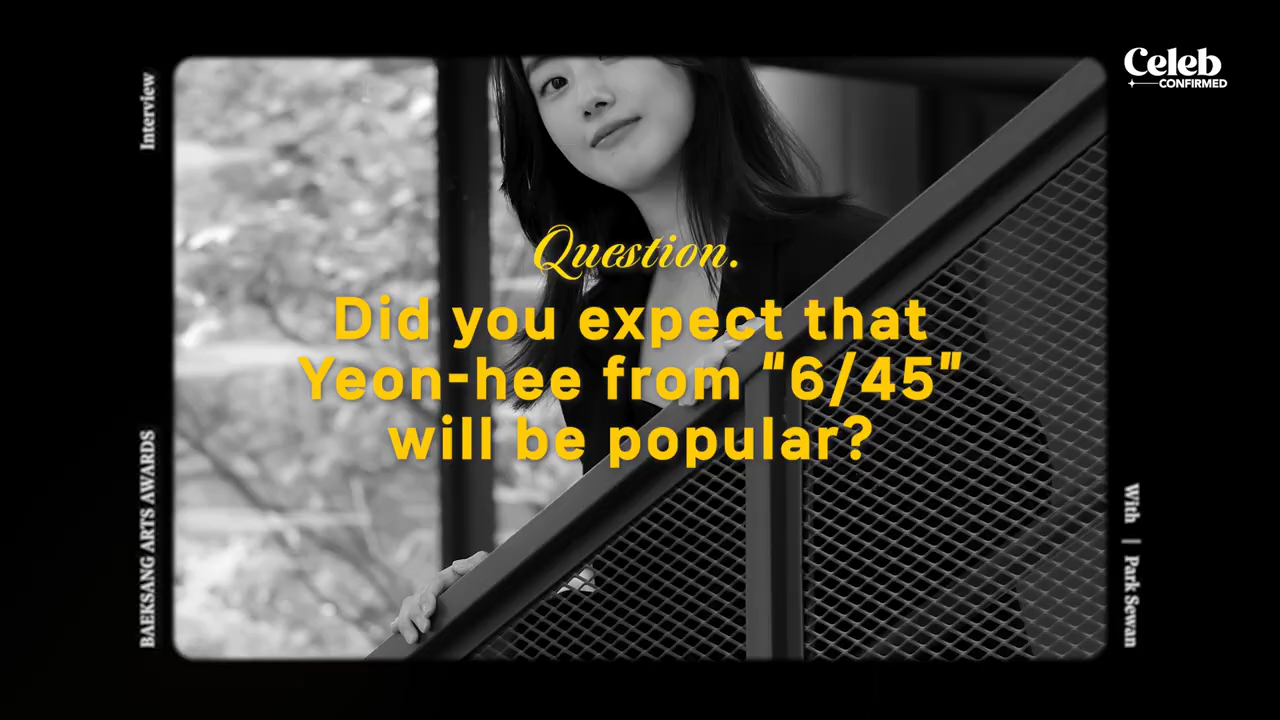 Celeb
CONFIRMED
Interview
Question.
Did you expect that
Yeon-hee from "6/45"
will be popular?
BAEKSANG ARTS AWARDS
With | Park Sewan